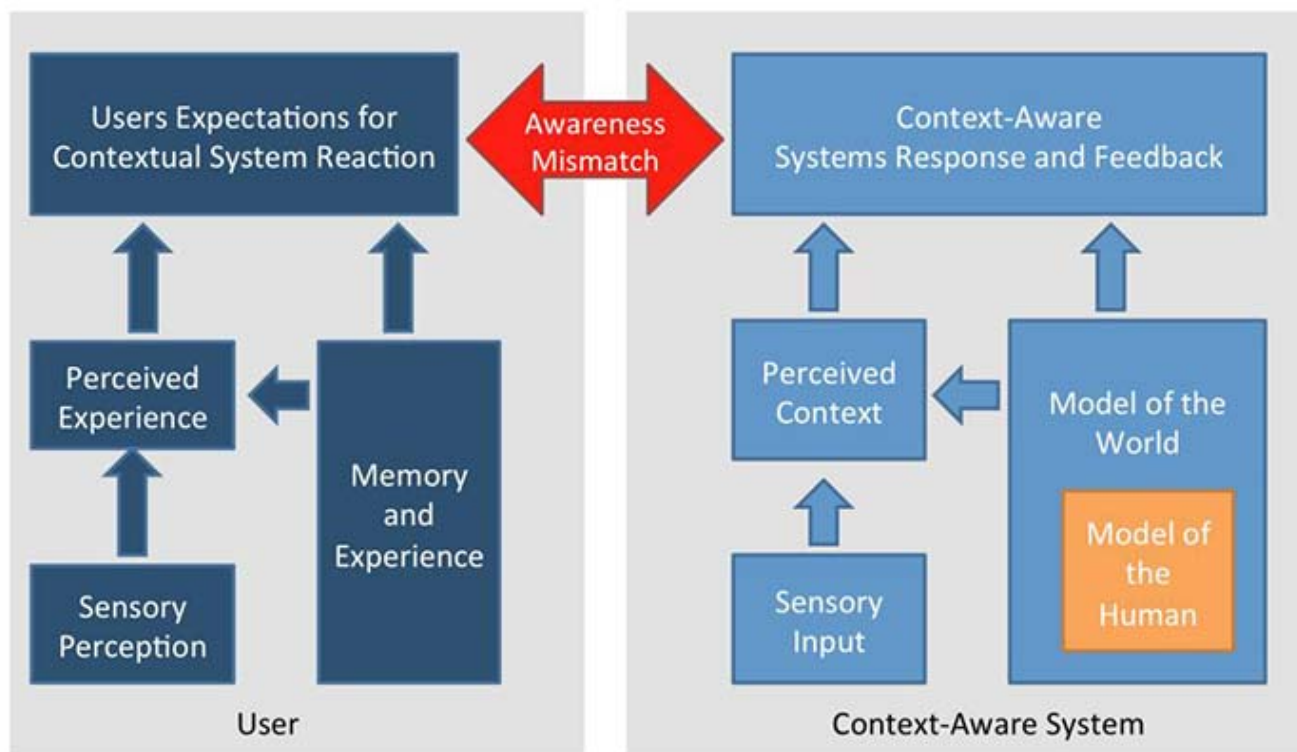 Users Expectations for
Contextual System Reaction
Awareness
Mismatch
Context-Aware
Systems Response and Feedback
Perceived
Experience
Memory
and
Experience
Sensory
Perception
User
Perceived
Context
Model of the
World
Model of
the
Human
Sensory
Input
Context-Aware System